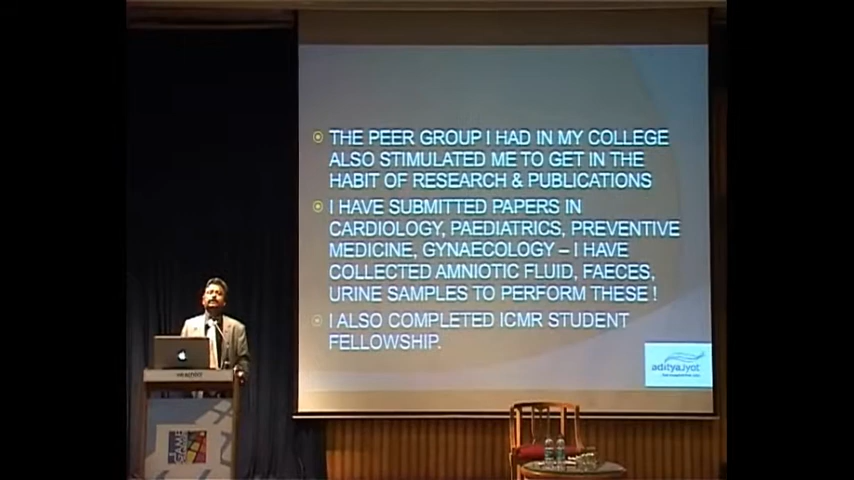 THE PEER GROUP I HAD IN MY COLLEGE
ALSO STIMULATED ME TO GET IN THE
HABIT OF RESEARCH & PUBLICATIONS
I HAVE SUBMITTED PAPERS IN
CARDIOLOGY, PAEDIATRICS, PREVENTIVE
MEDICINE, GYNAECOLOGY – I HAVE
COLLECTED AMNIOTIC FLUID, FAECES,
URINE SAMPLES TO PERFORM THESE !
I ALSO COMPLETED ICMR STUDENT
FELLOWSHIP.
adityaJyot